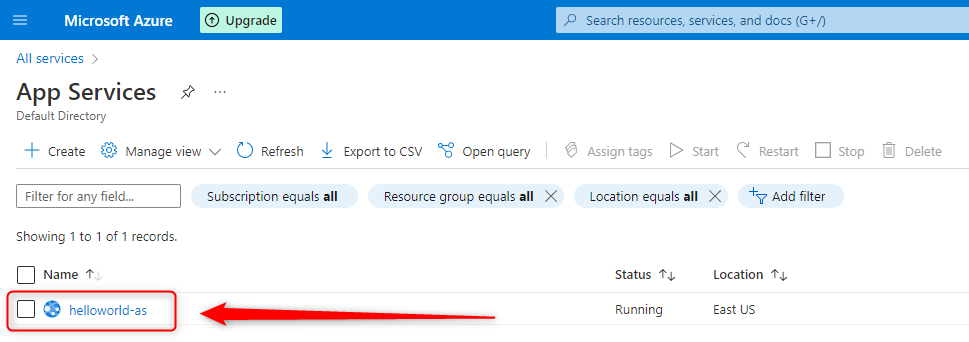 Microsoft Azure Upgrade Search resources, services, and docs (G+/)
All services
App Services ...
Default Directory
Create Manage view Refresh Export to CSV Open query Assign tags Start Restart Stop Delete
Filter for any field... Subscription equals all Resource group equals all Location equals all Add filter
Showing 1 to 1 of 1 records.
Name Status Location
helloworld-as Running East US